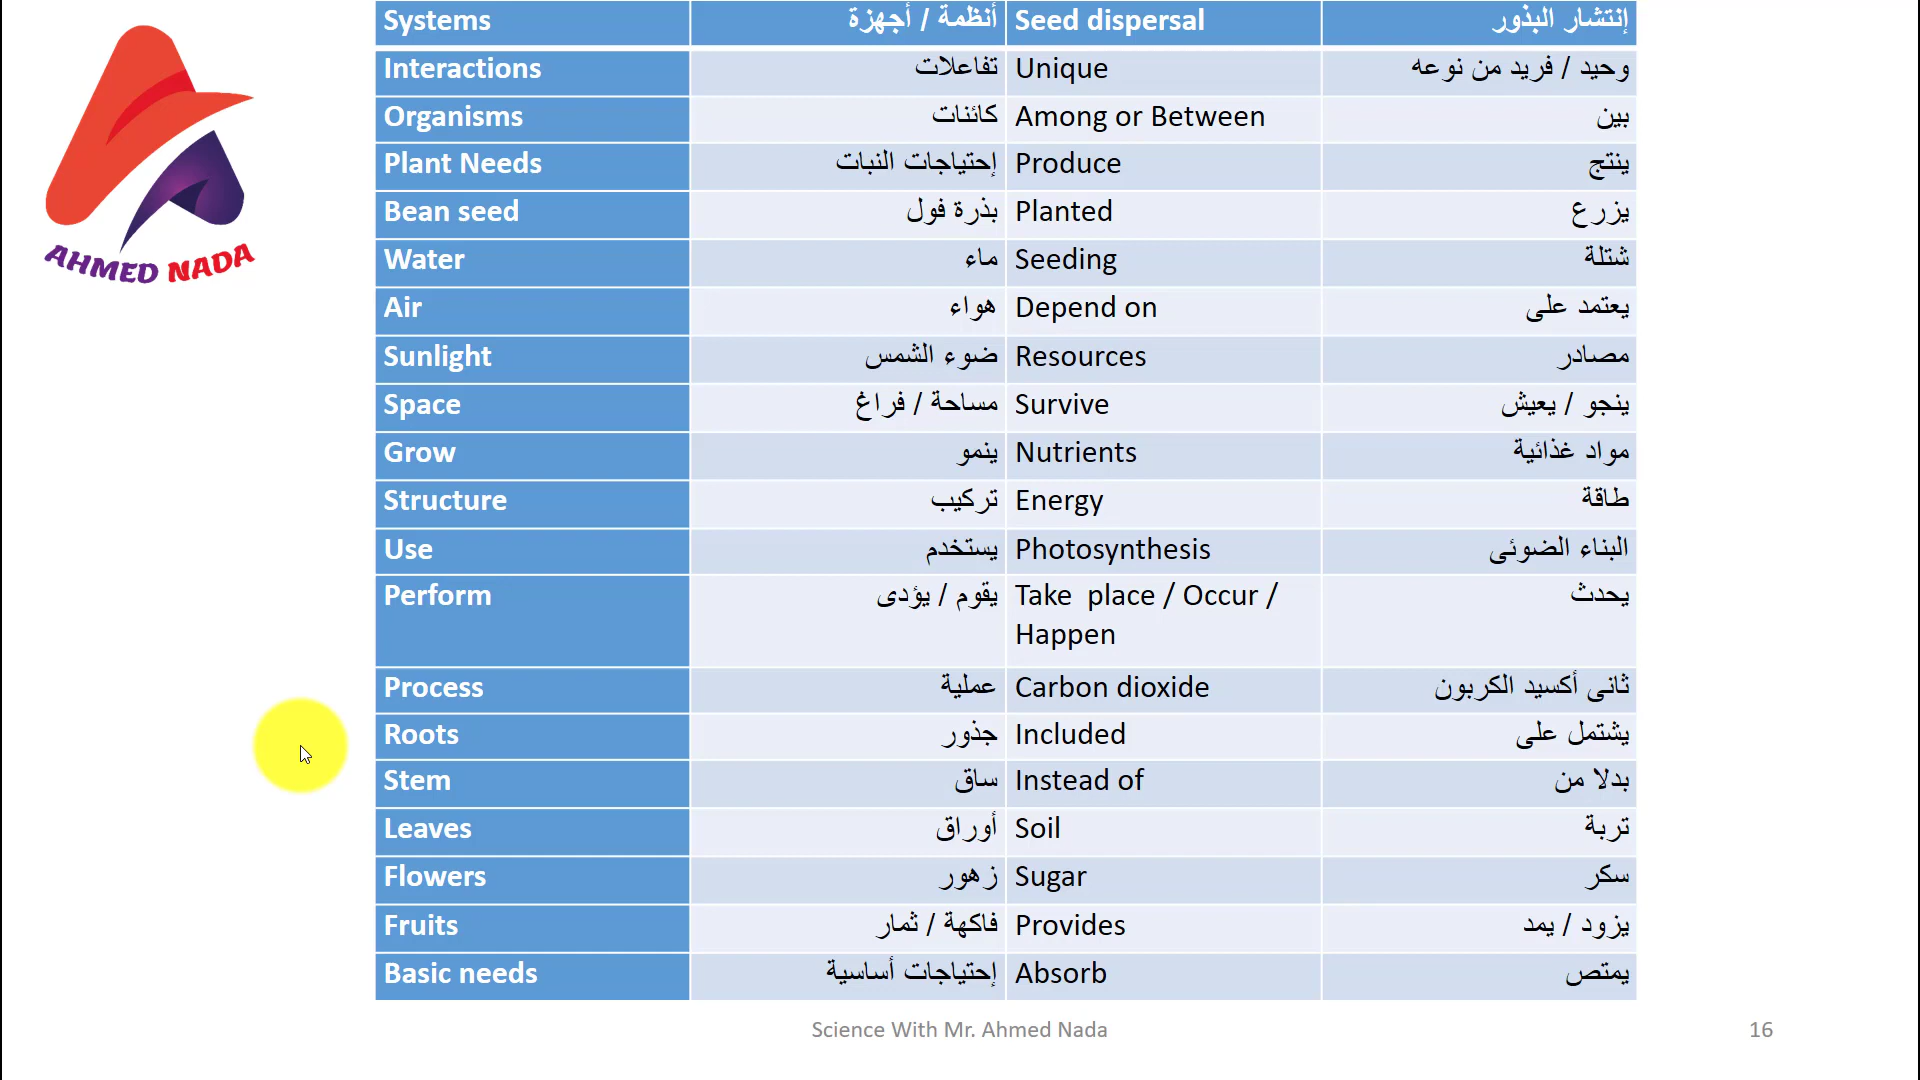 AHMED NADA
Systems أنظمة / أجهزة Seed dispersal إنتشار البذور
Interactions تفاعلات Unique وحيد / فريد من نوعه
Organisms كائنات Among or Between بين
Plant Needs إحتياجات النبات Produce ينتج
Bean seed بذرة فول Planted يزرع
Water ماء Seeding شتلة
Air هواء Depend on يعتمد على
Sunlight ضوء الشمس Resources مصادر
Space مساحة / فراغ Survive ينجو / يعيش
Grow ينمو Nutrients مواد غذائية
Structure تركيب Energy طاقة
Use يستخدم Photosynthesis البناء الضوئى
Perform يقوم / يؤدى Take place / Occur / يحدث
Happen
Process عملية Carbon dioxide ثانى أكسيد الكربون
Roots جذور Included يشتمل على
Stem ساق Instead of بدلا من
Leaves أوراق Soil تربة
Flowers زهور Sugar سكر
Fruits فاكهة / ثمار Provides يزود / يمد
Basic needs إحتياجات أساسية Absorb يمتص
Science With Mr. Ahmed Nada 16